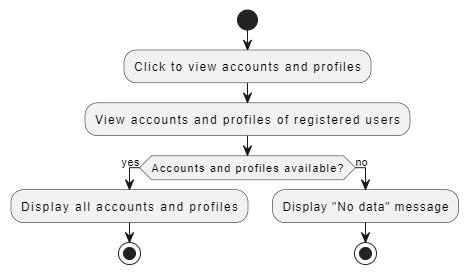 Click to view accounts and profiles
View accounts and profiles of registered users
yes
Accounts and profiles available?
no
Display all accounts and profiles
Display "No data" message